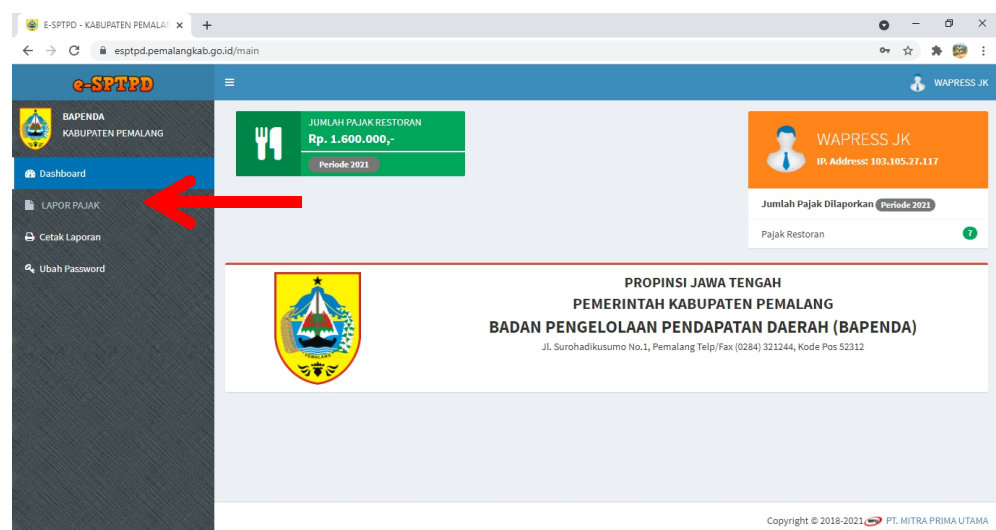 E-SPTPD - KABUPATEN PEMALA
esptpd.pemalangkab.go.id/main
e-SPTPD
WAPRESS JK
BAPENDA
KABUPATEN PEMALANG
Dashboard
LAPOR PAJAK
Cetak Laporan
Ubah Password
JUMLAH PAJAK RESTORAN
Rp. 1.600.000,-
Periode 2021
WAPRESS JK
IP. Address: 103.105.27.117
Jumlah Pajak Dilaporkan Periode 2021
Pajak Restoran 7
PEMALANG
PROPINSI JAWA TENGAH
PEMERINTAH KABUPATEN PEMALANG
BADAN PENGELOLAAN PENDAPATAN DAERAH (BAPENDA)
Jl. Surohadikusumo No.1, Pemalang Telp/Fax (0284) 321244, Kode Pos 52312
Copyright © 2018-2021 PT. MITRA PRIMA UTAMA